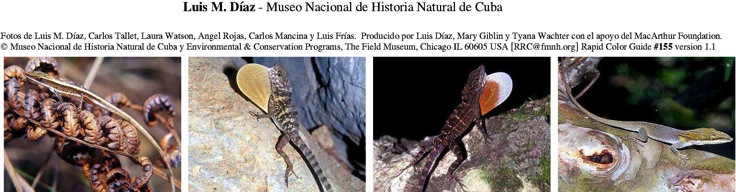 Luis M. Díaz - Museo Nacional de Historia Natural de Cuba
Fotos de Luis M. Díaz, Carlos Tallet, Laura Watson, Angel Rojas, Carlos Mancina y Luis Frías. Producido por Luis Díaz, Mary Giblin y Tyana Wachter con el apoyo del MacArthur Foundation.
© Museo Nacional de Historia Natural de Cuba y Environmental & Conservation Programs, The Field Museum, Chicago IL 60605 USA [RRC@fmnh.org] Rapid Color Guide #155 version 1.1